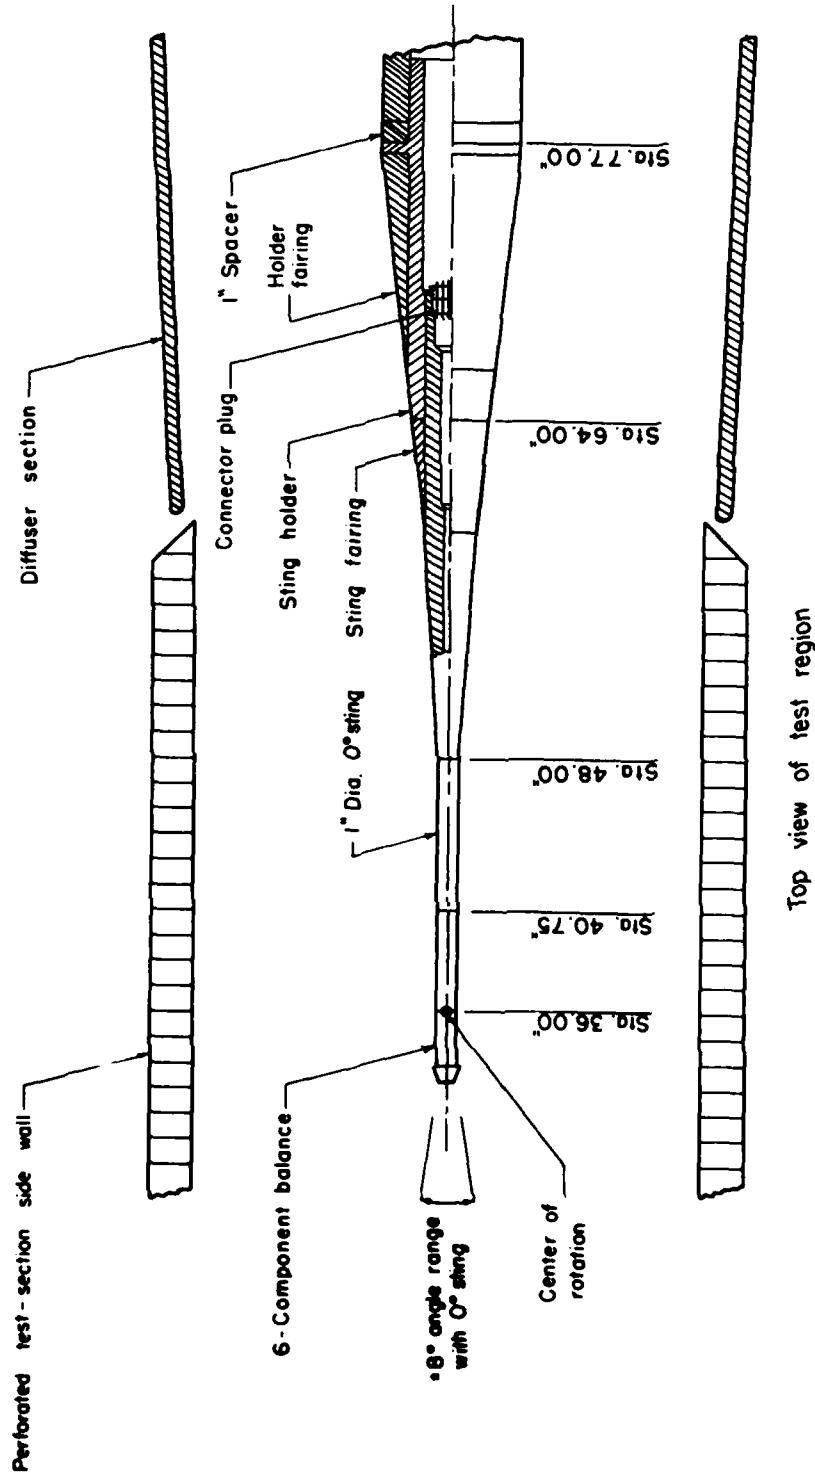 Perforated test-section side wall
Diffuser section
6-Component balance
1" Dia. 0° sting
Sting fairing
Sting holder
Connector plug
Holder
fairing
1" Spacer
8° angle range
with 0° sting
Center of
rotation
Sta. 36.00"
Sta. 40.75"
Sta. 48.00"
Sta. 64.00"
Sta. 77.00"
Top view of test region